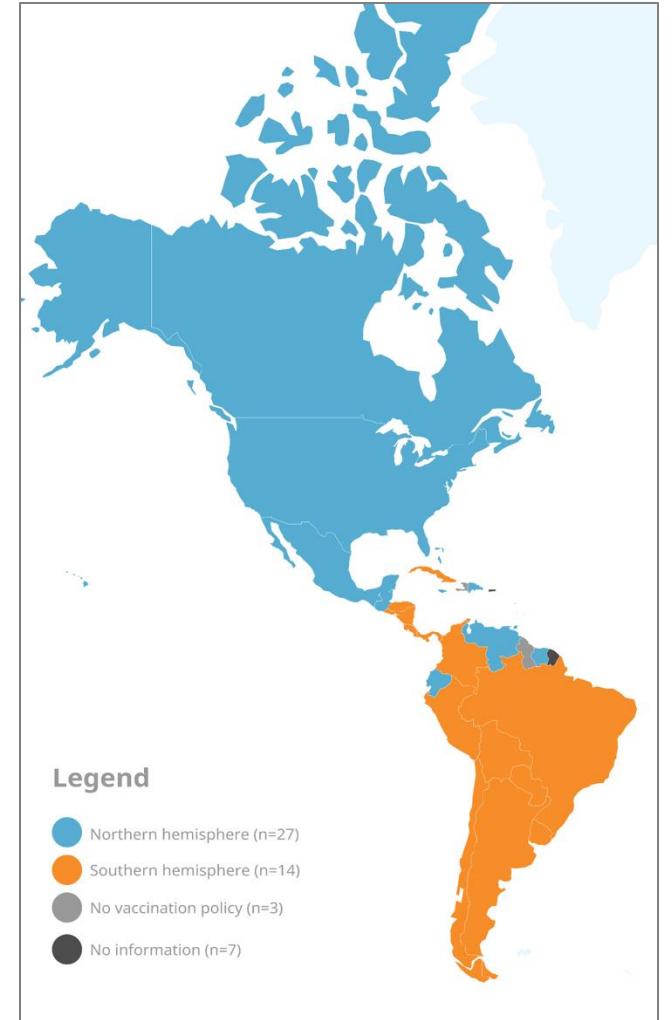 Legend
Northern hemisphere (n=27)
Southern hemisphere (n=14)
No vaccination policy (n=3)
No information (n=7)